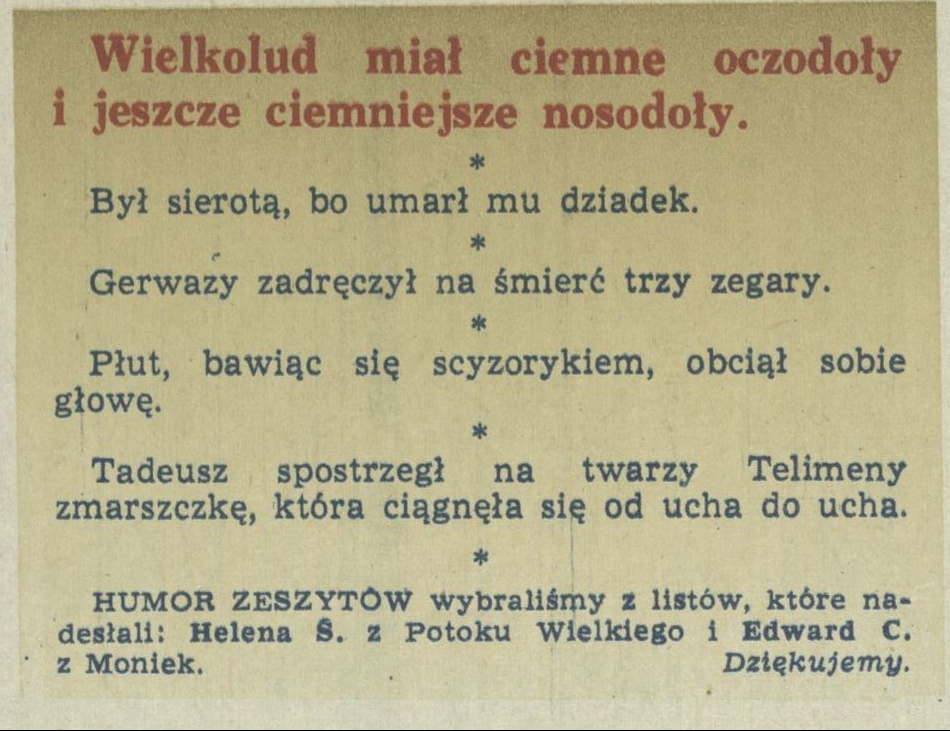 Wielkolud miał ciemne oczodoły
i jeszcze ciemniejsze nosodoły.
*
Był sierotą, bo umarł mu dziadek.
*
Gerwazy zadręczył na śmierć trzy zegary.
*
Płut, bawiąc się scyzorykiem, obciął sobie
głowę.
*
Tadeusz spostrzegł na twarzy Telimeny
zmarszczkę, która ciągnęła się od ucha do ucha.
*
HUMOR ZESZYTÓW wybraliśmy z listów, które na-
desłali: Helena S. z Potoku Wielkiego i Edward C.
z Moniek. Dziękujemy.